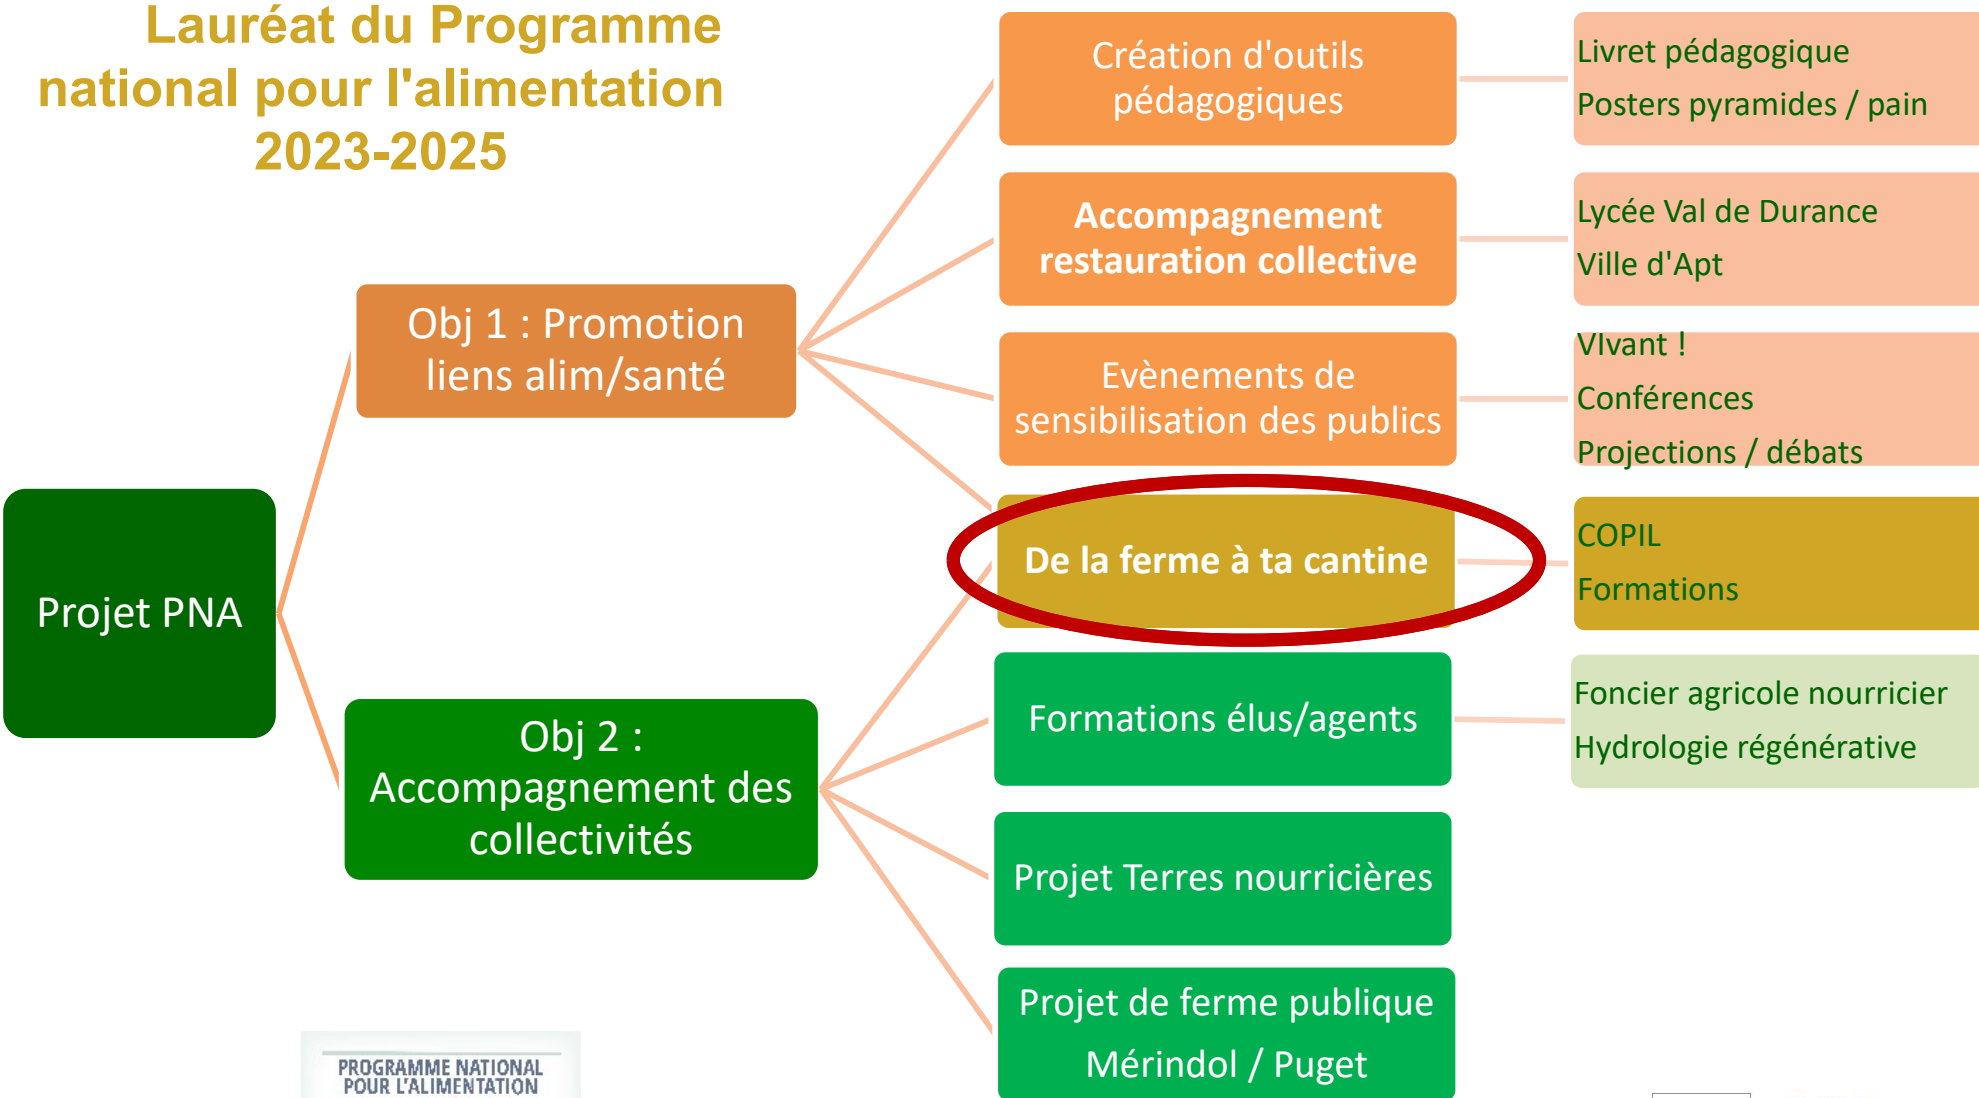 Lauréat du Programme
national pour l'alimentation
2023-2025
Projet PNA
Obj 1 : Promotion
liens alim/santé
Obj 2 :
Accompagnement des
collectivités
Création d'outils
pédagogiques
Accompagnement
restauration collective
Evènements de
sensibilisation des publics
De la ferme à ta cantine
Formations élus/agents
Projet Terres nourricières
Projet de ferme publique
Mérindol / Puget
Livret pédagogique
Posters pyramides / pain
Lycée Val de Durance
Ville d'Apt
VIvant !
Conférences
Projections / débats
COPIL
Formations
Foncier agricole nourricier
Hydrologie régénérative
PROGRAMME NATIONAL
POUR L'ALIMENTATION